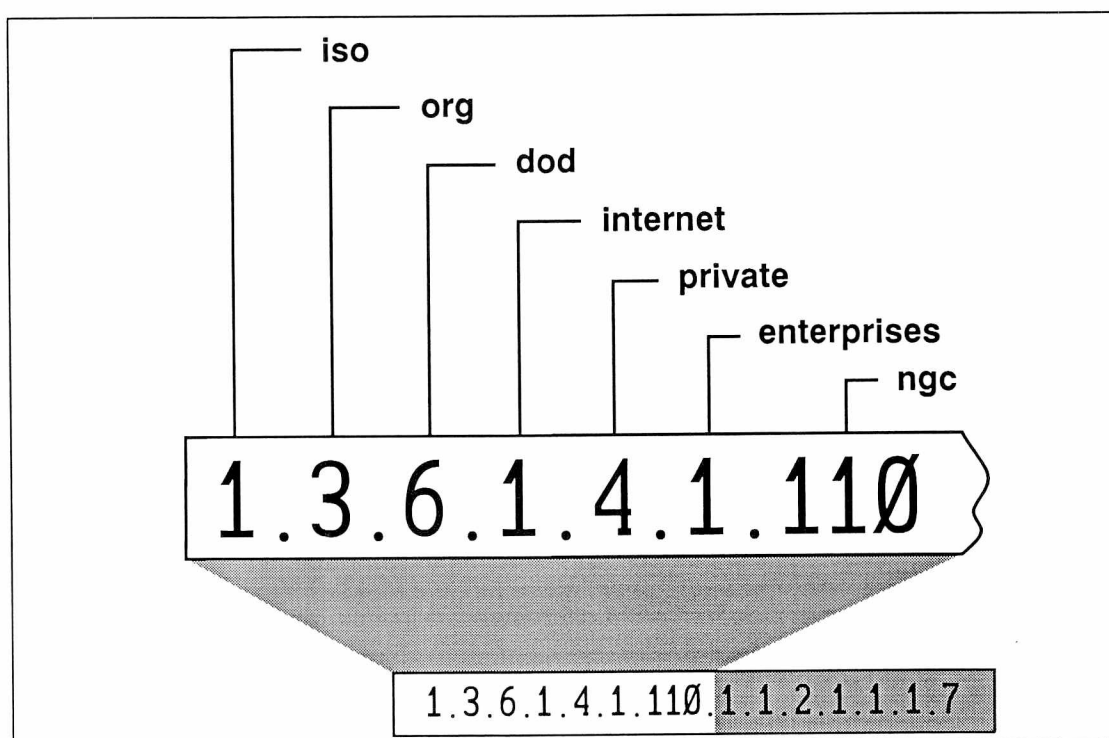 iso
org
dod
internet
private
enterprises
ngc
1.3.6.1.4.1.11Ø
1.3.6.1.4.1.11Ø.1.1.2.1.1.1.7